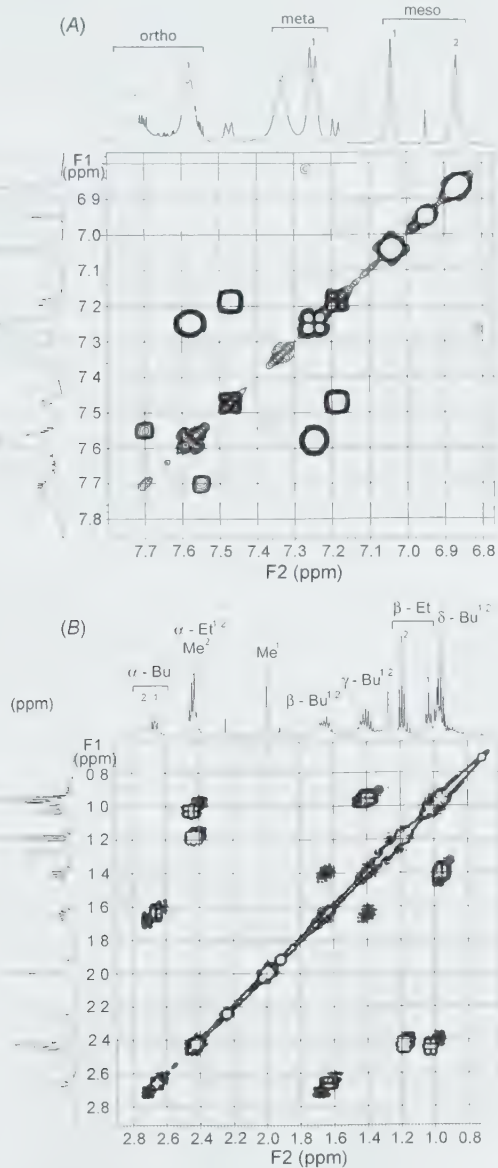 (A)
ortho
meta
meso
1
1
1
2
F1
(ppm)
6.9
7.0
7.1
7.2
7.3
7.4
7.5
7.6
7.7
7.8
7.7 7.6 7.5 7.4 7.3 7.2 7.1 7.0 6.9 6.8
F2 (ppm)
(B)
β - Et
α - Et¹·² δ - Bu¹·²
Me²
α - Bu
Me¹
γ - Bu¹·²
β - Bu¹·²
2 1
1 2
1
(ppm)
F1
(ppm)
0.8
1.0
1.2
1.4
1.6
1.8
2.0
2.2
2.4
2.6
2.8
2.8 2.6 2.4 2.2 2.0 1.8 1.6 1.4 1.2 1.0 0.8
F2 (ppm)